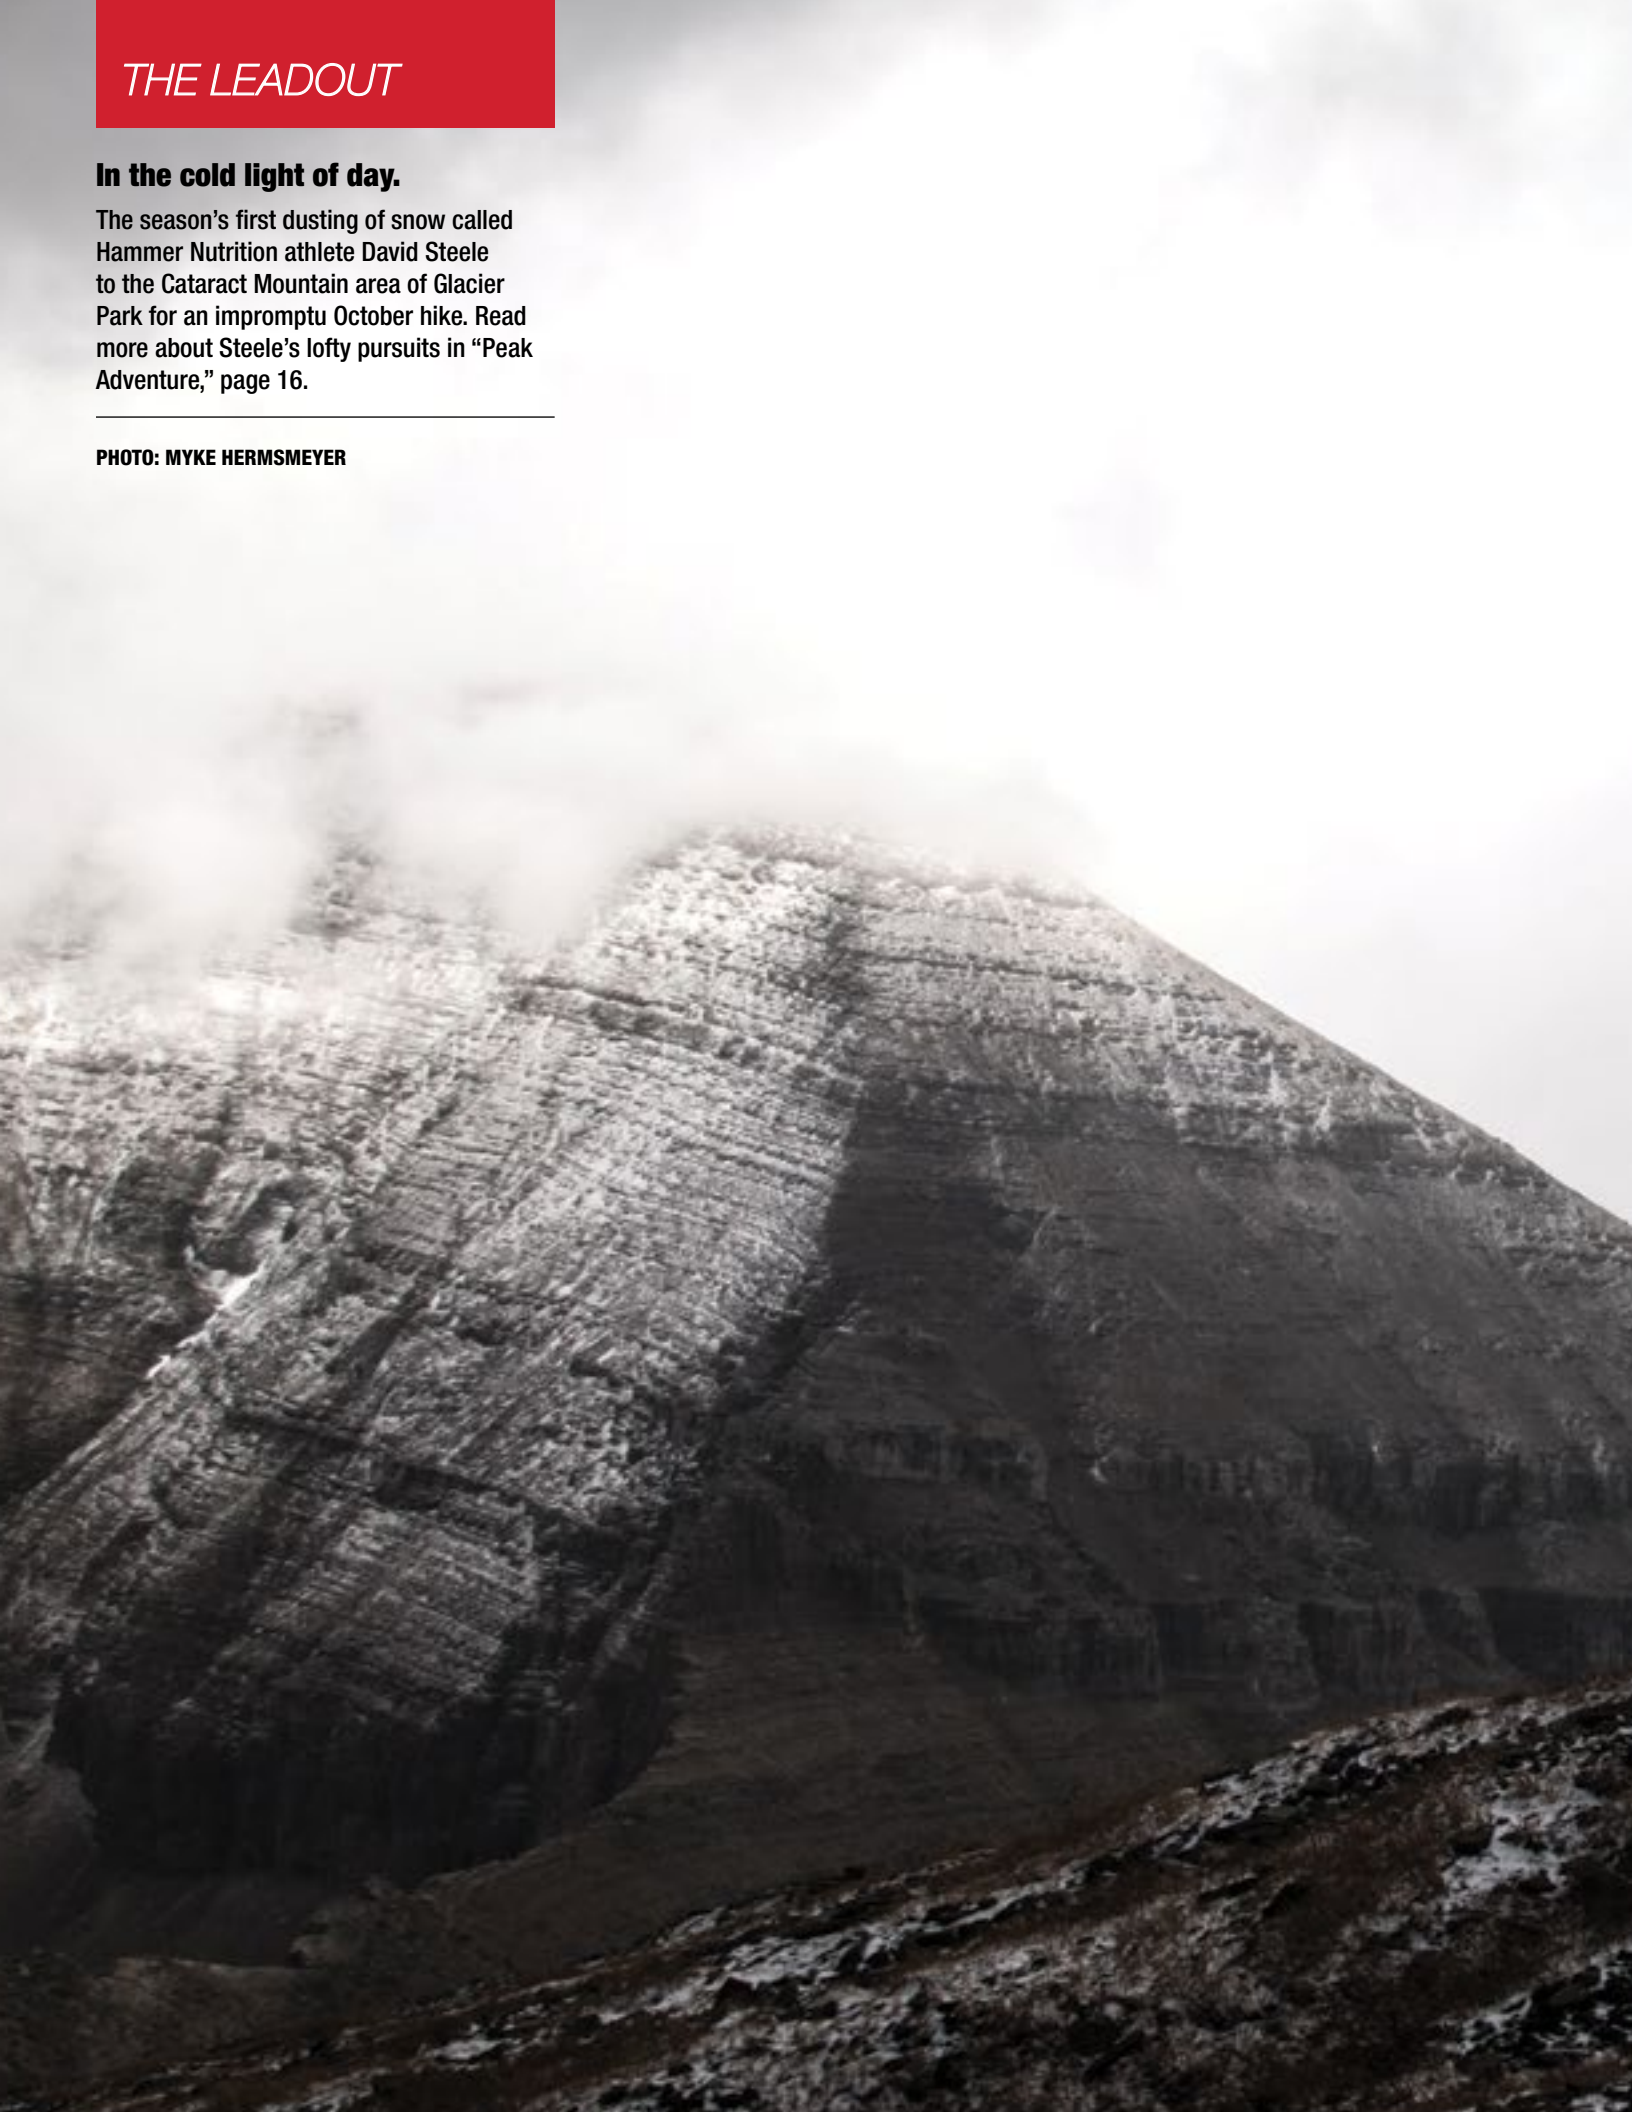 THE LEADOUT
In the cold light of day.
The season’s first dusting of snow called
Hammer Nutrition athlete David Steele
to the Cataract Mountain area of Glacier
Park for an impromptu October hike. Read
more about Steele’s lofty pursuits in “Peak
Adventure,” page 16.
PHOTO: MYKE HERMSMEYER